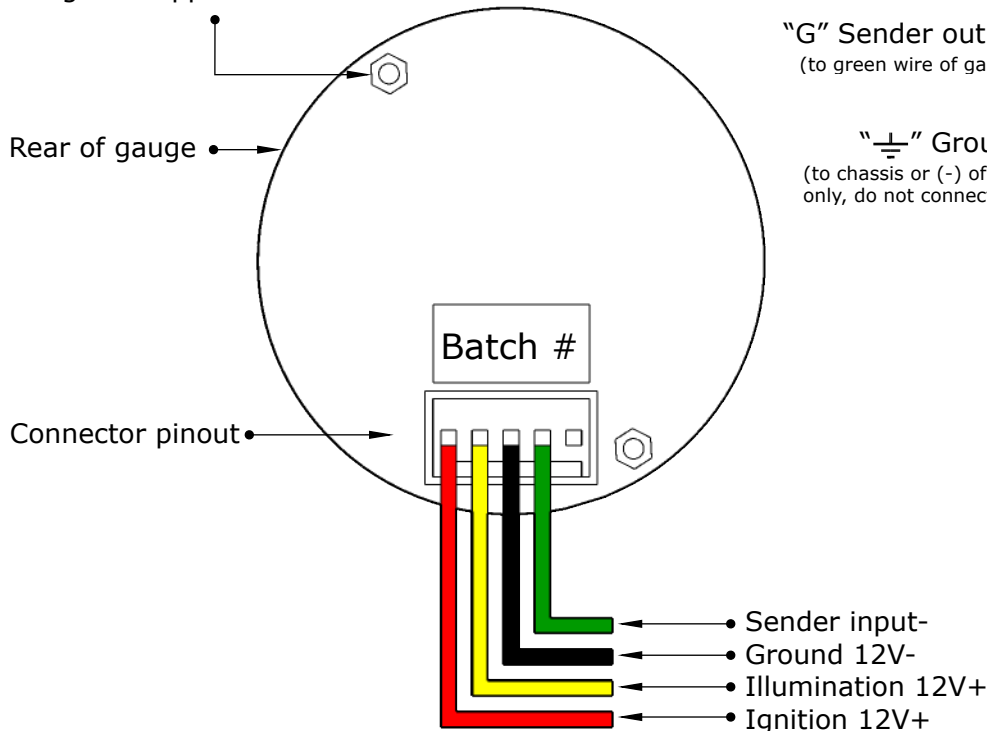 "G" Sender out
(to green wire of ga
Rear of gauge
"⏚" Grou
(to chassis or (-) of
only, do not connec
Batch #
Connector pinout
Sender input-
Ground 12V-
Illumination 12V+
Ignition 12V+